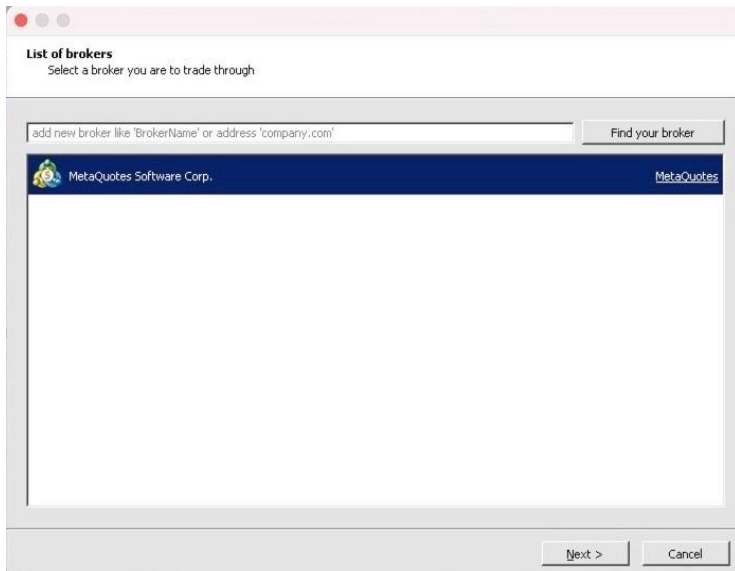 List of brokers
Select a broker you are to trade through
add new broker like 'BrokerName' or address 'company.com'
Find your broker
MetaQuotes Software Corp.
MetaQuotes
Next >
Cancel